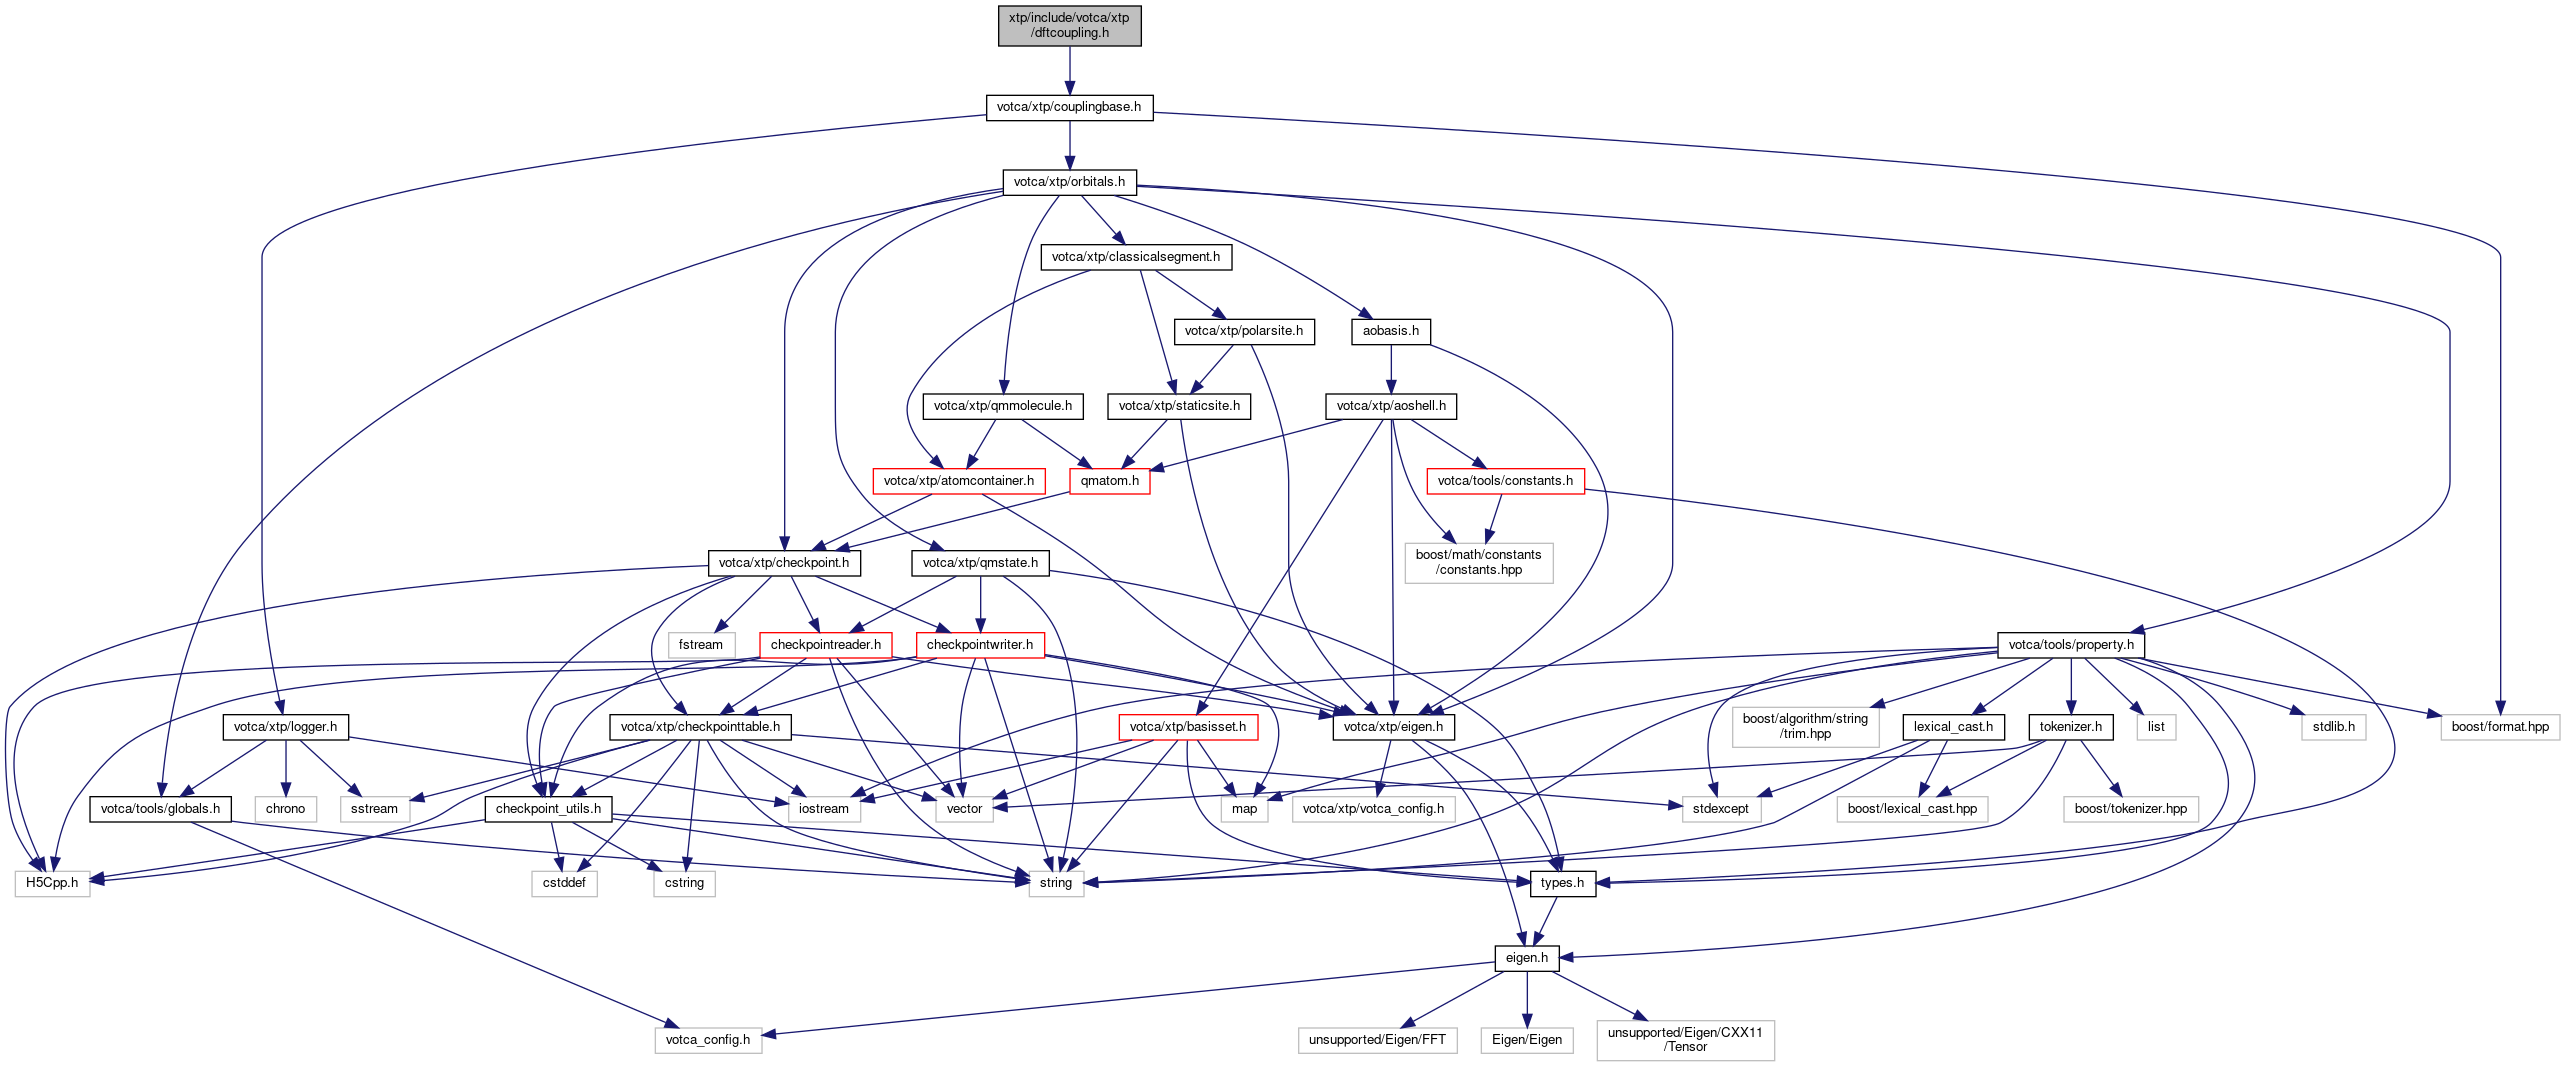 xtp/include/votca/xtp
/dftcoupling.h
votca/xtp/couplingbase.h
votca/xtp/orbitals.h
votca/xtp/classicalsegment.h
votca/xtp/polarsite.h
aobasis.h
votca/xtp/qmmolecule.h
votca/xtp/staticsite.h
votca/xtp/aoshell.h
votca/xtp/atomcontainer.h
qmatom.h
votca/tools/constants.h
votca/xtp/checkpoint.h
votca/xtp/qmstate.h
boost/math/constants
/constants.hpp
fstream
checkpointreader.h
checkpointwriter.h
votca/tools/property.h
votca/xtp/logger.h
votca/xtp/checkpointtable.h
votca/xtp/basisset.h
votca/xtp/eigen.h
boost/algorithm/string
/trim.hpp
lexical_cast.h
tokenizer.h
list
stdlib.h
boost/format.hpp
votca/tools/globals.h
chrono
sstream
checkpoint_utils.h
iostream
vector
map
votca/xtp/votca_config.h
stdexcept
boost/lexical_cast.hpp
boost/tokenizer.hpp
H5Cpp.h
cstddef
cstring
string
types.h
eigen.h
votca_config.h
unsupported/Eigen/FFT
Eigen/Eigen
unsupported/Eigen/CXX11
/Tensor